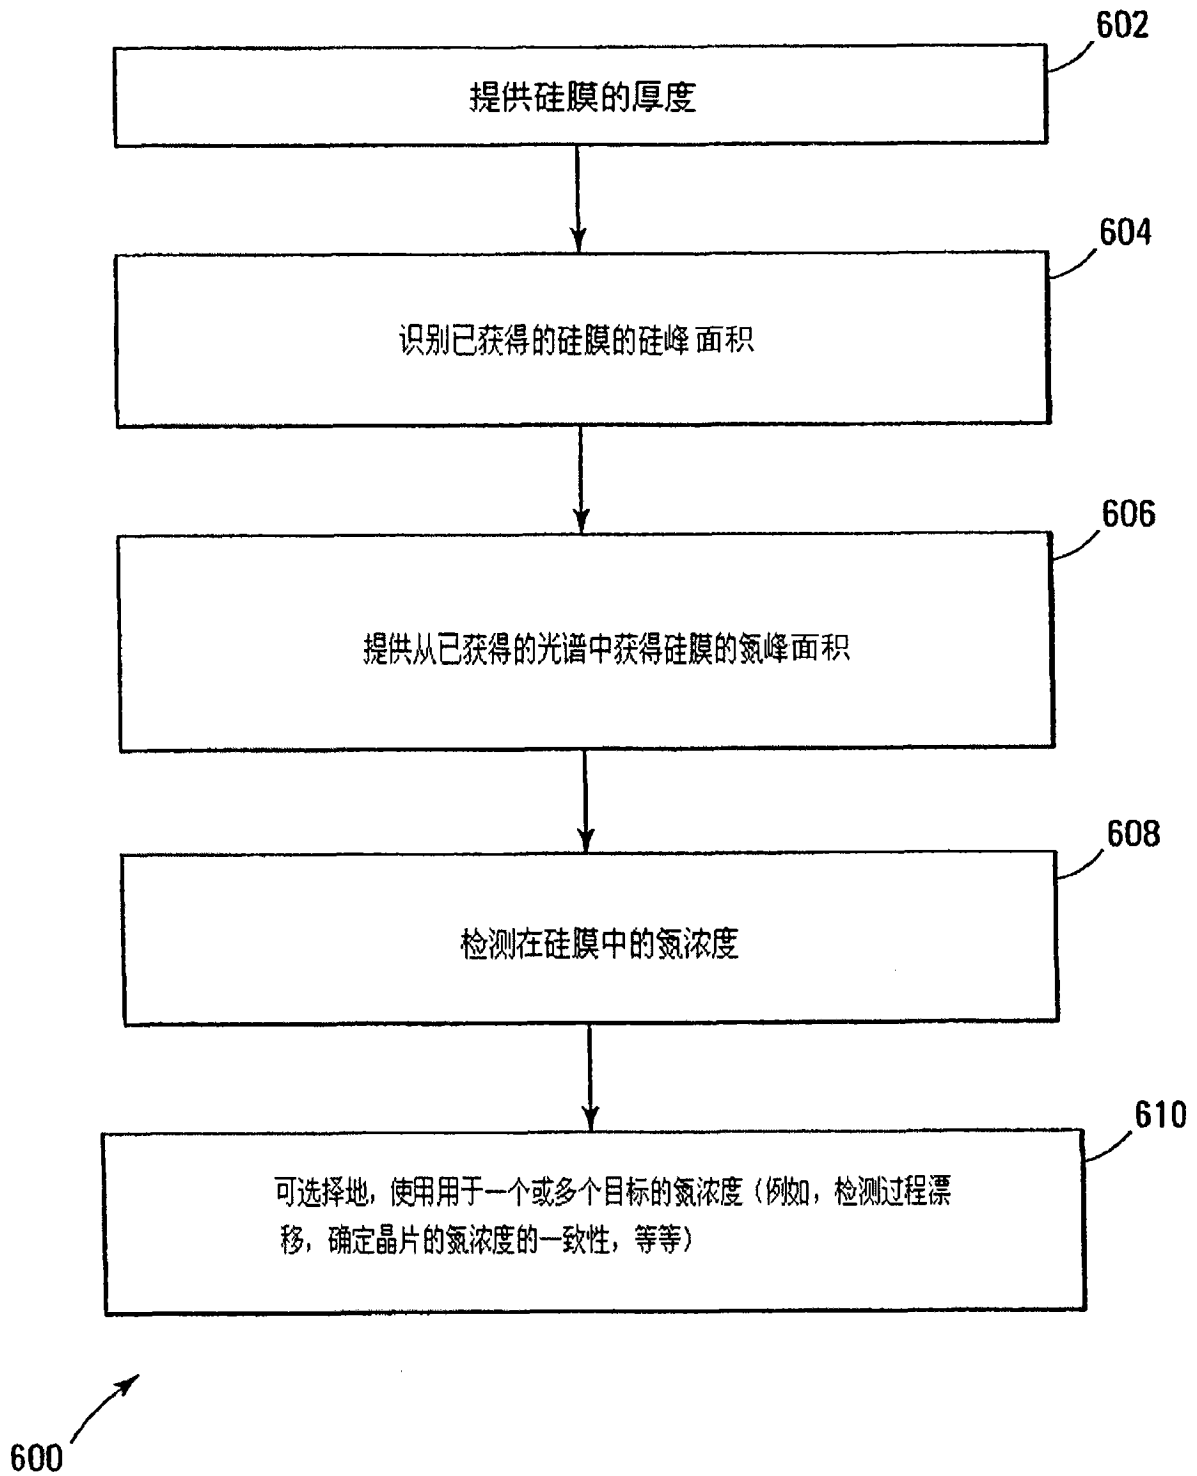 602
提供硅膜的厚度
604
识别已获得的硅膜的硅峰面积
606
提供从已获得的光谱中获得硅膜的氮峰面积
608
检测在硅膜中的氮浓度
610
可选择地，使用用于一个或多个目标的氮浓度（例如，检测过程漂
移，确定晶片的氮浓度的一致性，等等）
600